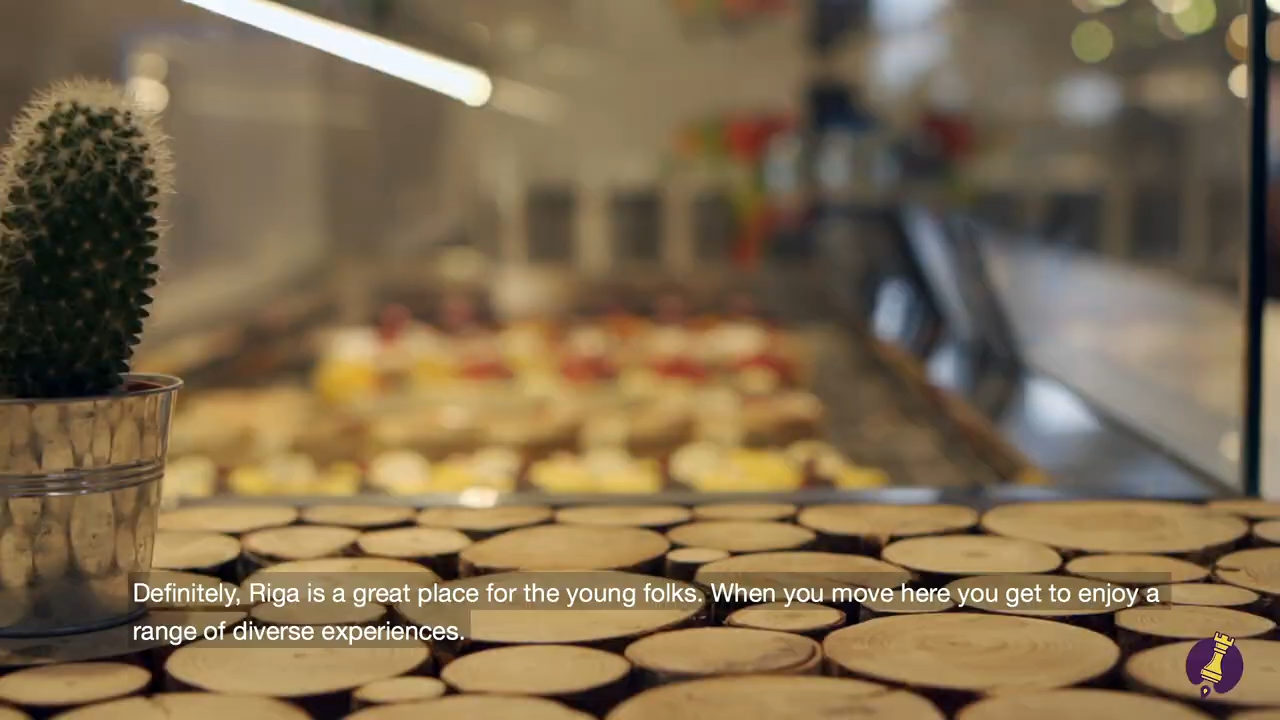 Definitely, Riga is a great place for the young folks. When you move here you get to enjoy a
range of diverse experiences.